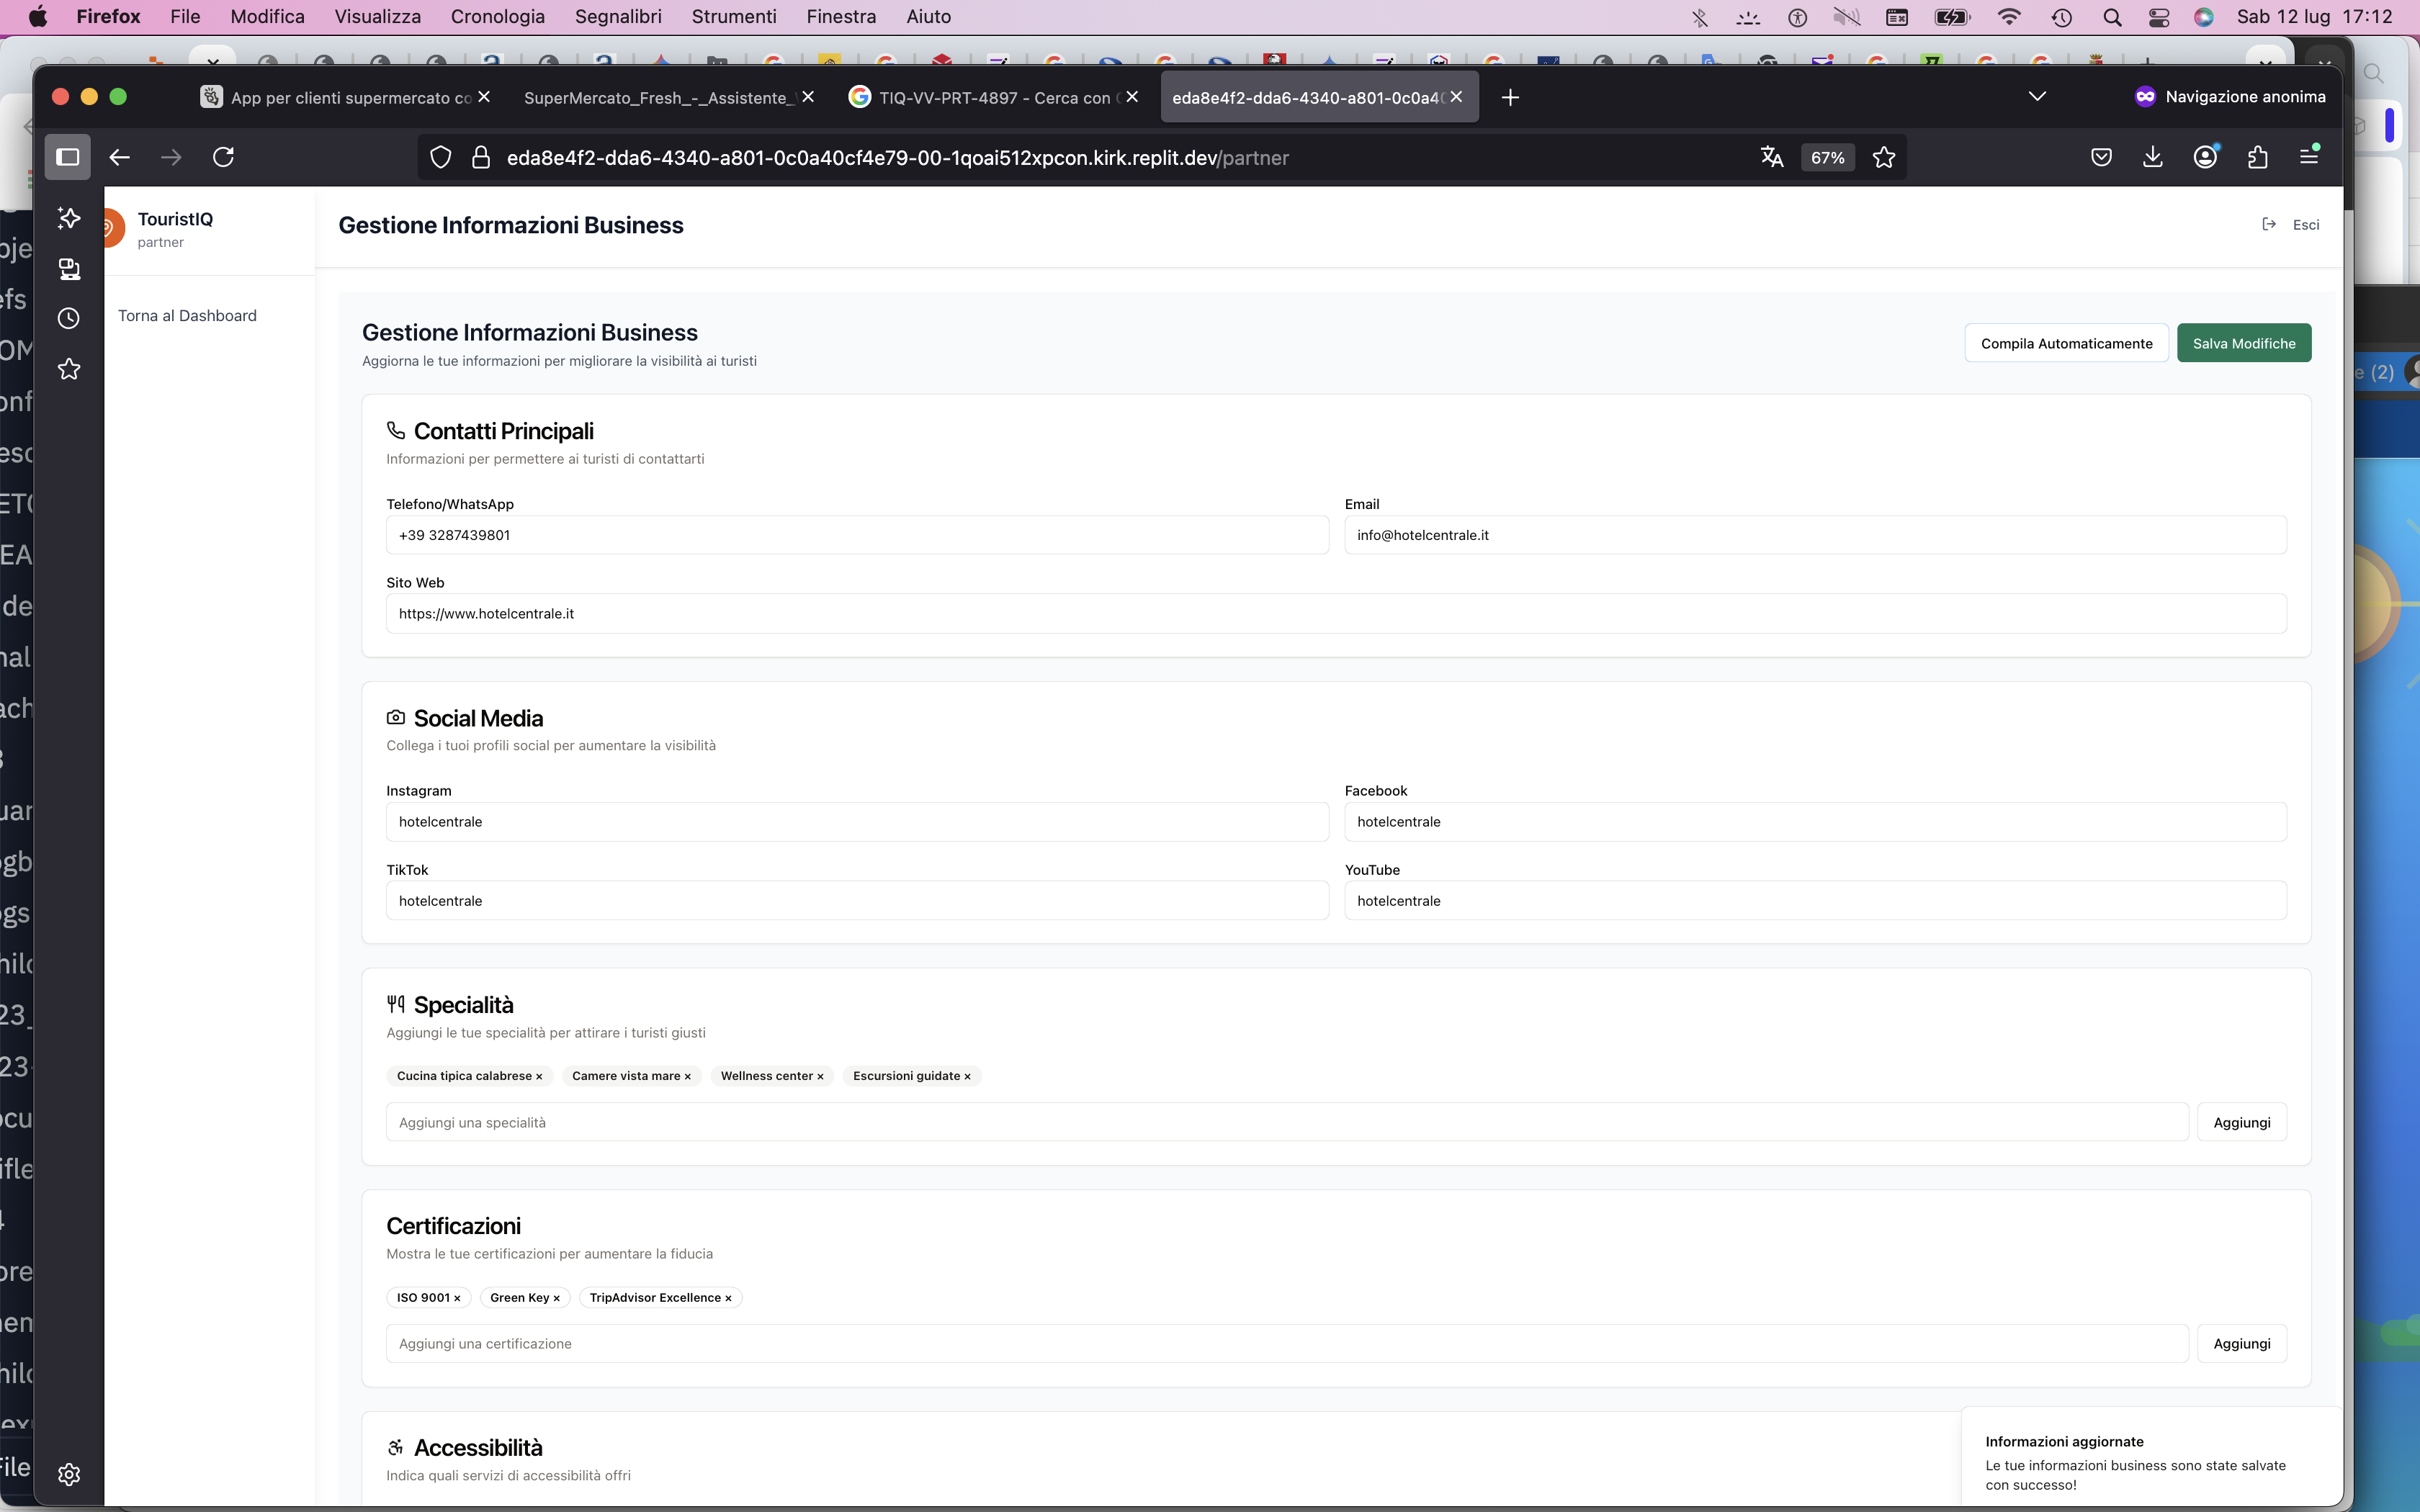 Firefox File Modifica Visualizza Cronologia Segnalibri Strumenti Finestra Aiuto Sab 12 lug 17:12
App per clienti supermercato co SuperMercato_Fresh_-_Assistente_ TIQ-VV-PRT-4897 - Cerca con eda8e4f2-dda6-4340-a801-0c0a40 Navigazione anonima
eda8e4f2-dda6-4340-a801-0c0a40cf4e79-00-1qoai512xpcon.kirk.replit.dev/partner 67%
TouristIQ
partner
Gestione Informazioni Business
Esci
Torna al Dashboard
Gestione Informazioni Business
Aggiorna le tue informazioni per migliorare la visibilità ai turisti
Compila Automaticamente Salva Modifiche
Contatti Principali
Informazioni per permettere ai turisti di contattarti
Telefono/WhatsApp Email
+39 3287439801 info@hotelcentrale.it
Sito Web
https://www.hotelcentrale.it
Social Media
Collega i tuoi profili social per aumentare la visibilità
Instagram Facebook
hotelcentrale hotelcentrale
TikTok YouTube
hotelcentrale hotelcentrale
Specialità
Aggiungi le tue specialità per attirare i turisti giusti
Cucina tipica calabrese × Camere vista mare × Wellness center × Escursioni guidate ×
Aggiungi una specialità Aggiungi
Certificazioni
Mostra le tue certificazioni per aumentare la fiducia
ISO 9001 × Green Key × TripAdvisor Excellence ×
Aggiungi una certificazione Aggiungi
Accessibilità
Indica quali servizi di accessibilità offri
Informazioni aggiornate
Le tue informazioni business sono state salvate
con successo!